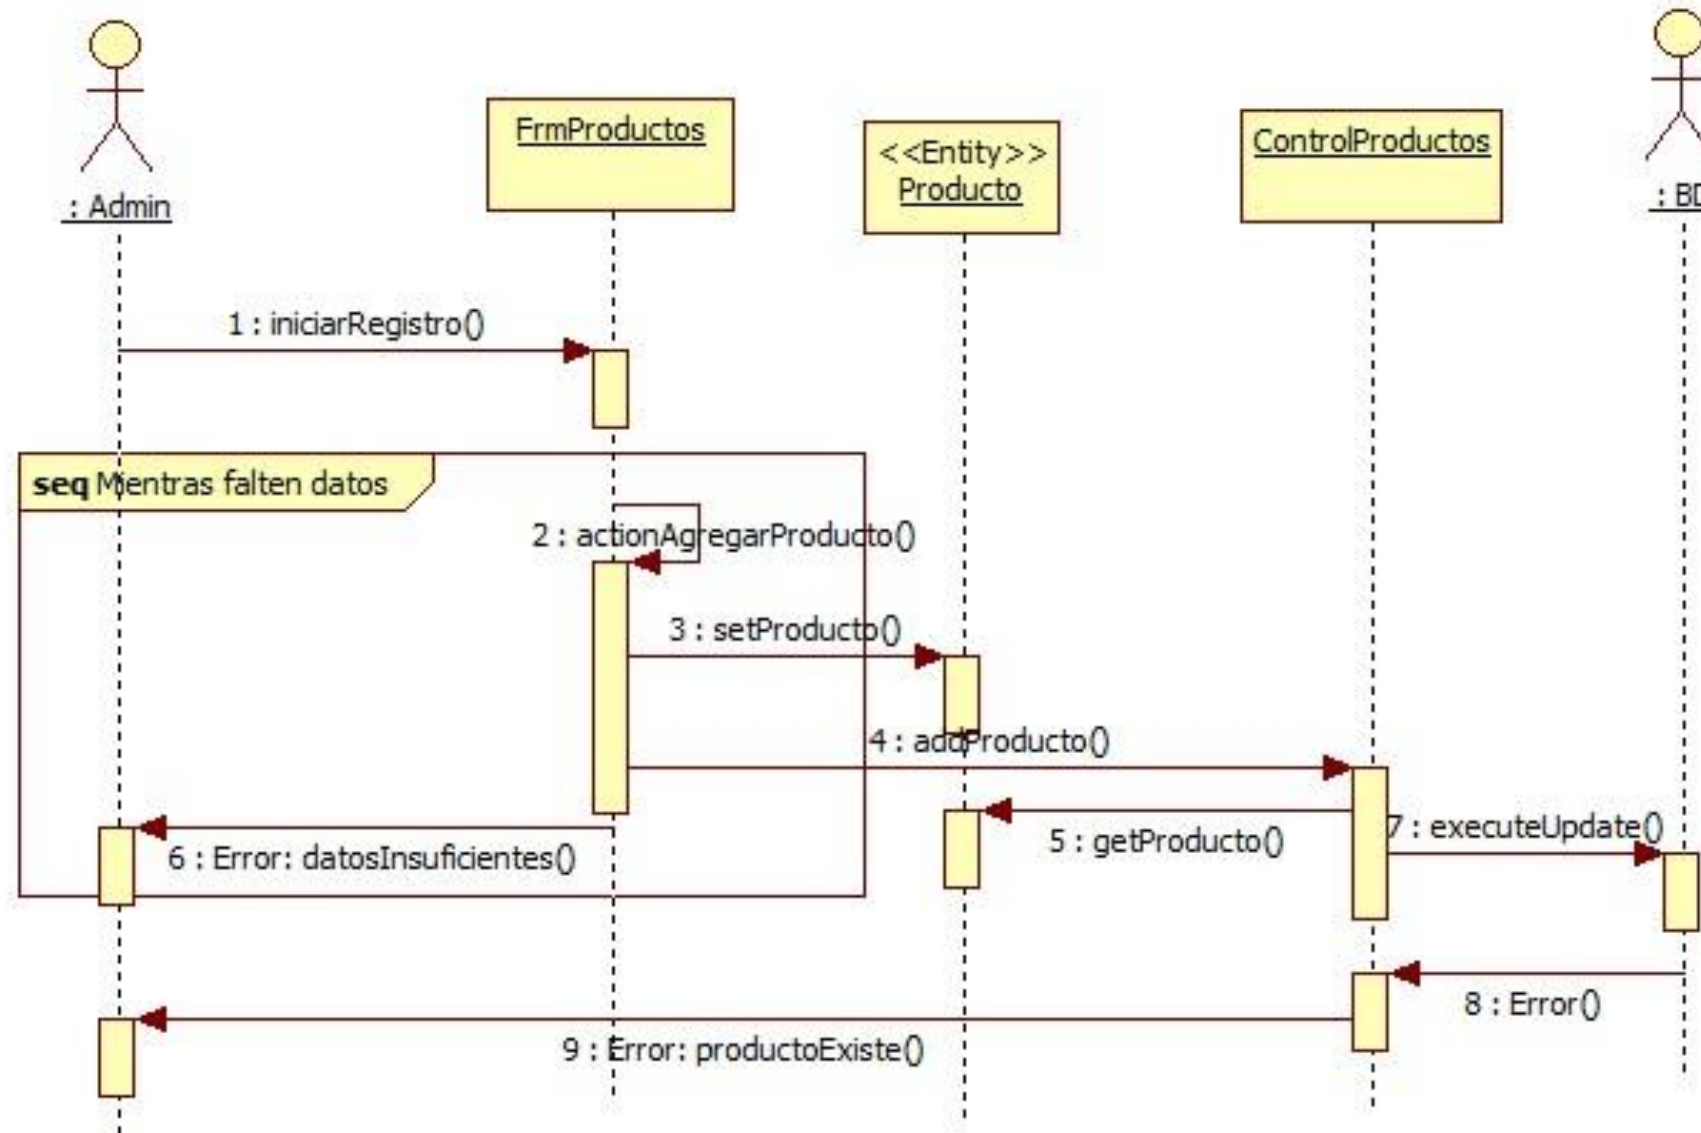 FrmProductos
<<Entity>>
Producto
ControlProductos
: Admin
1 : iniciarRegistro()
seq Mientras falten datos
2 : actionAgregarProducto()
3 : setProducto()
4 : addProducto()
5 : getProducto()
7 : executeUpdate()
6 : Error: datosInsuficientes()
8 : Error()
9 : Error: productoExiste()